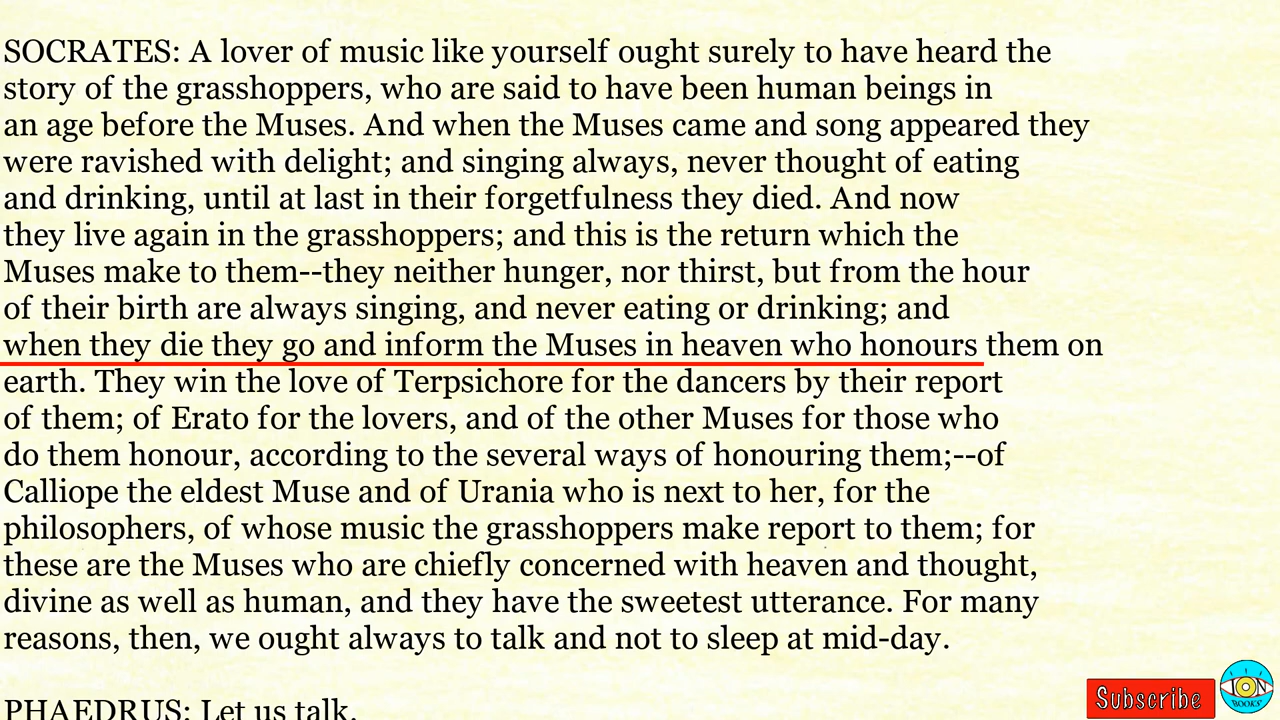 SOCRATES: A lover of music like yourself ought surely to have heard the
story of the grasshoppers, who are said to have been human beings in
an age before the Muses. And when the Muses came and song appeared they
were ravished with delight; and singing always, never thought of eating
and drinking, until at last in their forgetfulness they died. And now
they live again in the grasshoppers; and this is the return which the
Muses make to them--they neither hunger, nor thirst, but from the hour
of their birth are always singing, and never eating or drinking; and
when they die they go and inform the Muses in heaven who honours them on
earth. They win the love of Terpsichore for the dancers by their report
of them; of Erato for the lovers, and of the other Muses for those who
do them honour, according to the several ways of honouring them;--of
Calliope the eldest Muse and of Urania who is next to her, for the
philosophers, of whose music the grasshoppers make report to them; for
these are the Muses who are chiefly concerned with heaven and thought,
divine as well as human, and they have the sweetest utterance. For many
reasons, then, we ought always to talk and not to sleep at mid-day.
PHAEDRUS: Let us talk.
Subscribe
ION
BOOKS